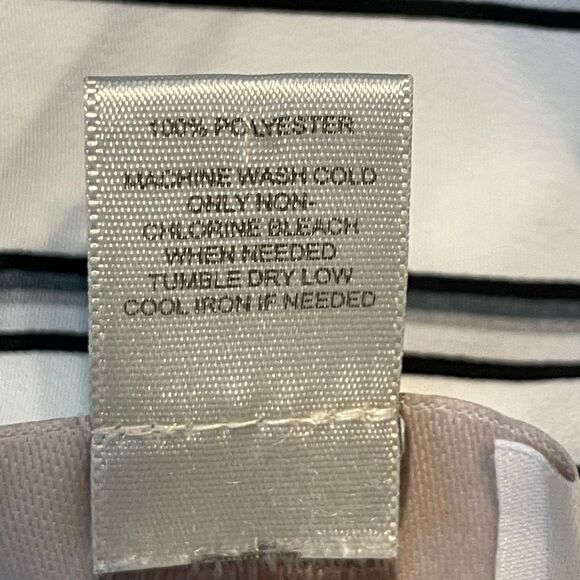 100% POLYESTER
MACHINE WASH COLD
ONLY NON-
CHLORINE BLEACH
WHEN NEEDED
TUMBLE DRY LOW
COOL IRON IF NEEDED